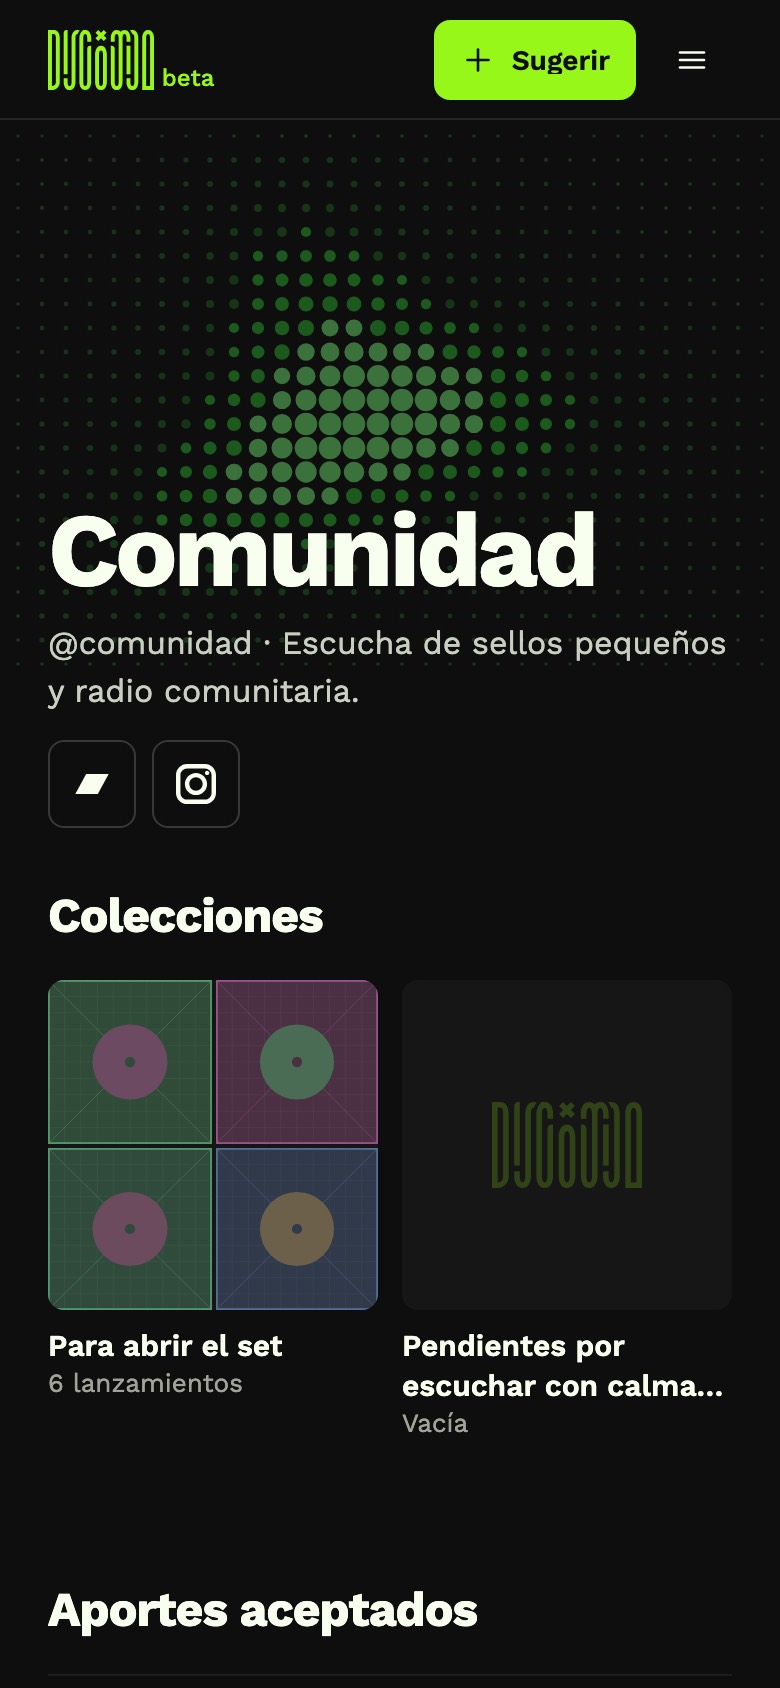 beta
Sugerir
Comunidad
@comunidad · Escucha de sellos pequeños
y radio comunitaria.
Colecciones
Para abrir el set
6 lanzamientos
Pendientes por
escuchar con calma...
Vacía
Aportes aceptados